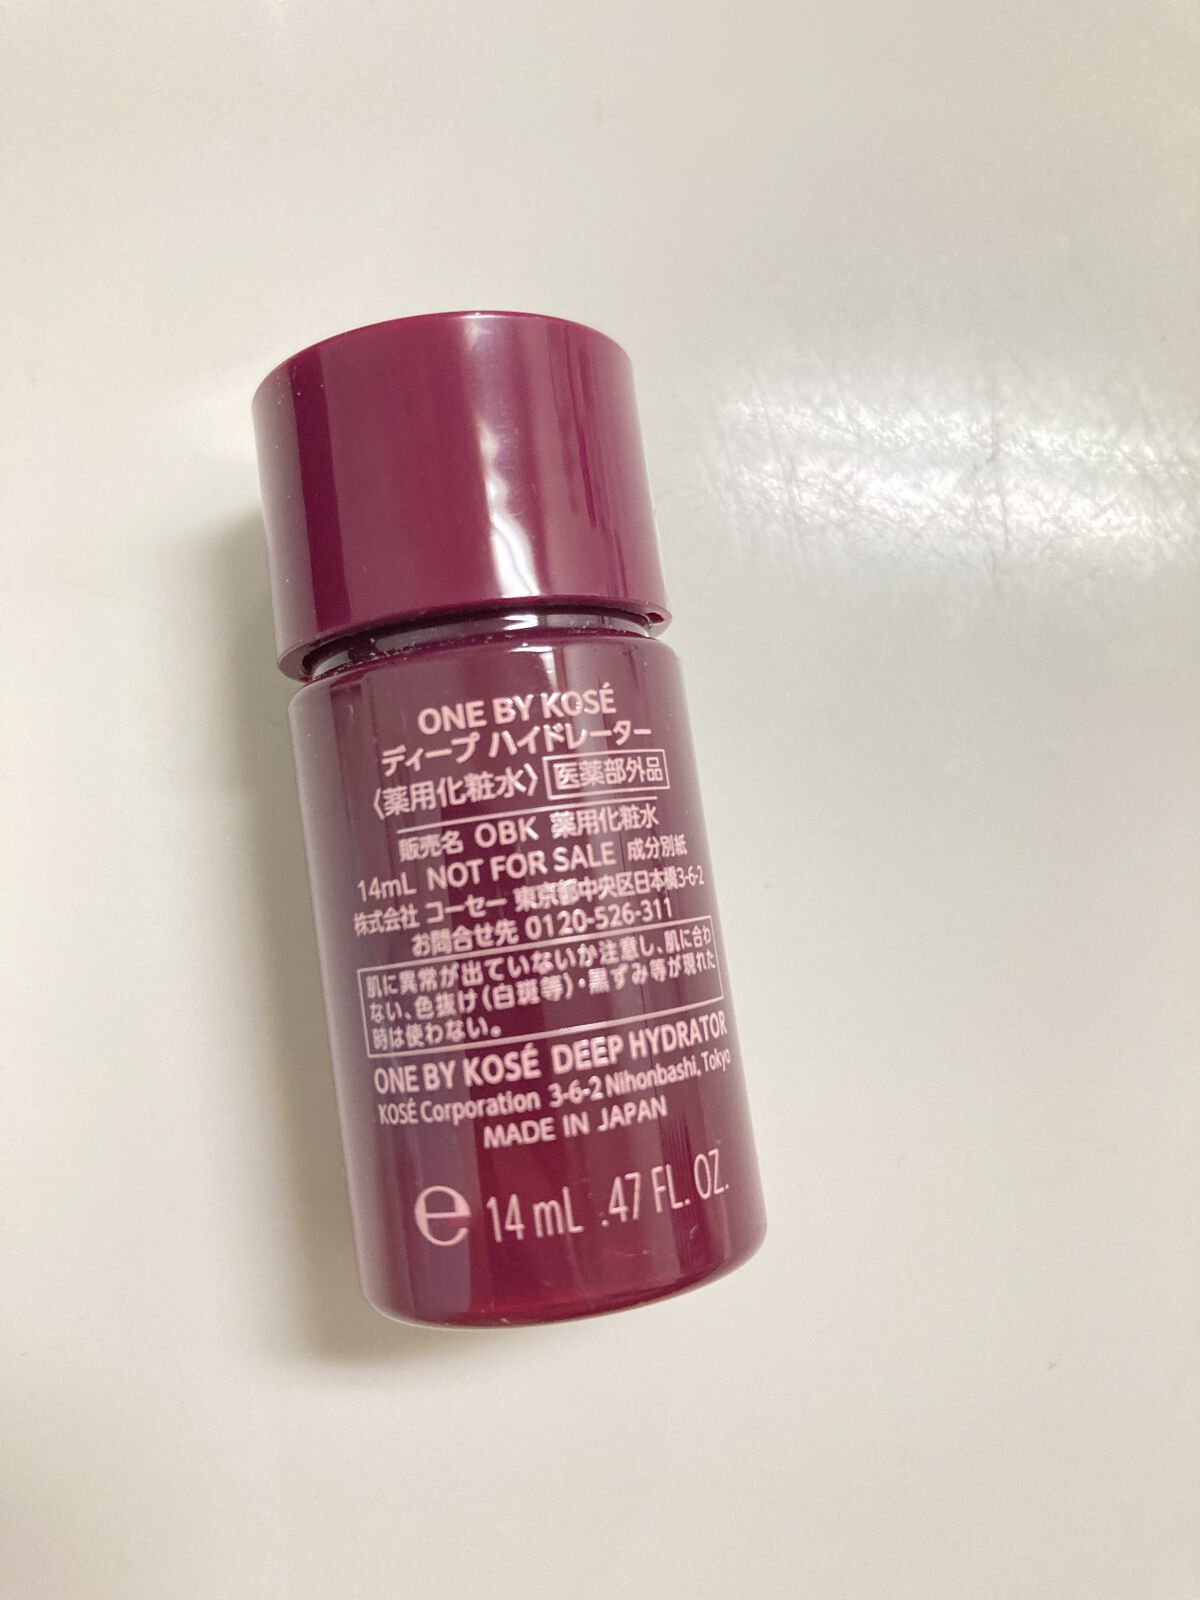 ONE BY KOSÉ
ディープ ハイドレーター
〈薬用化粧水〉 医薬部外品
販売名 OBK 薬用化粧水
14mL NOT FOR SALE 成分別紙
株式会社 コーセー 東京都中央区日本橋3-6-2
お問合せ先 0120-526-311
肌に異常が出ていないか注意し、肌に合わ
ない、色抜け(白斑等)・黒ずみ等が現れた
時は使わない。
ONE BY KOSÉ DEEP HYDRATOR
KOSÉ Corporation 3-6-2 Nihonbashi, Tokyo
MADE IN JAPAN
℮ 14 mL .47 FL. OZ.